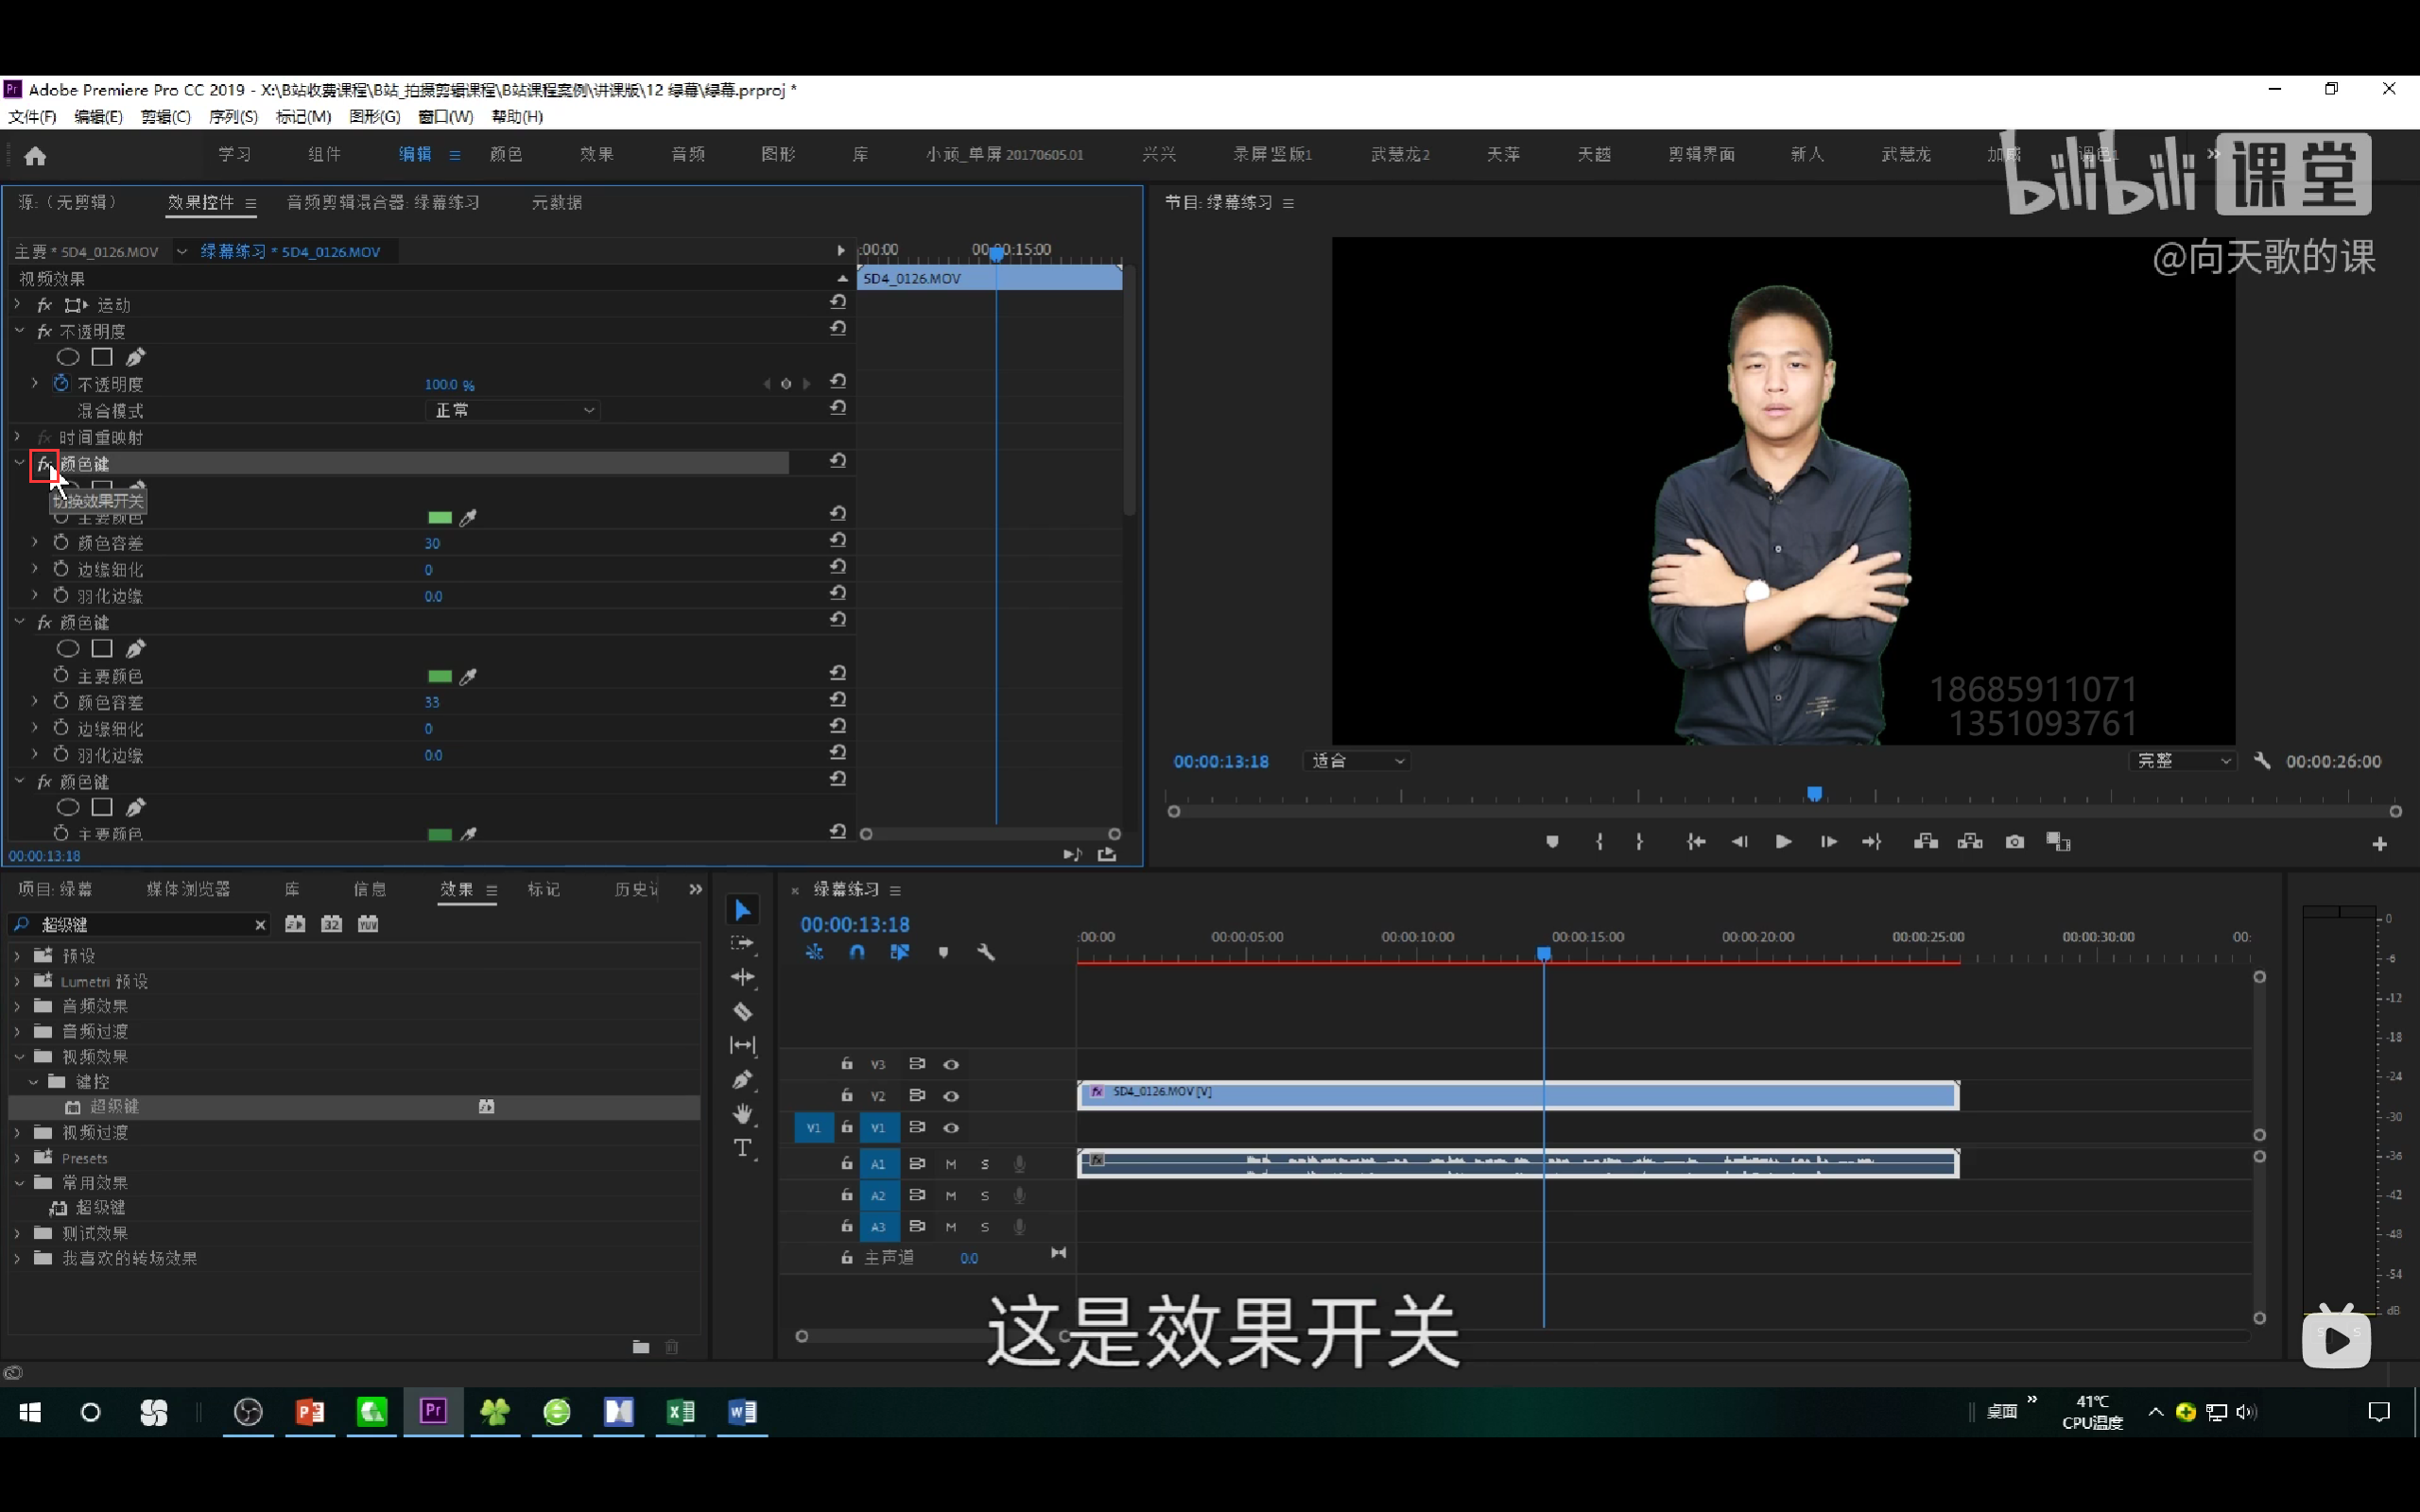 Adobe Premiere Pro CC 2019 - X:\B站收费课程\B站_拍摄剪辑课程\B站课程案例\讲课版\12 绿幕\绿幕.prproj *
文件(F) 编辑(E) 剪辑(C) 序列(S) 标记(M) 图形(G) 窗口(W) 帮助(H)
学习 组件 编辑 颜色 效果 音频 图形 库 小顽_单屏 20170605.01 兴兴 录屏竖版1 武慧龙2 天萍 天越 剪辑界面 新人 武慧龙 加威 调色1
bilibili 课堂
@向天歌的课
源:（无剪辑） 效果控件 音频剪辑混合器: 绿幕练习 元数据
节目: 绿幕练习
主要 * 5D4_0126.MOV 绿幕练习 * 5D4_0126.MOV
:00:00 00:00:15:00
视频效果
5D4_0126.MOV
fx 运动
fx 不透明度
不透明度 100.0 %
混合模式 正常
fx 时间重映射
fx 颜色键
切换效果开关
主要颜色
颜色容差 30
边缘细化 0
羽化边缘 0.0
fx 颜色键
主要颜色
颜色容差 33
边缘细化 0
羽化边缘 0.0
fx 颜色键
主要颜色
00:00:13:18
18685911071
1351093761
00:00:13:18 适合 完整 00:00:26:00
项目: 绿幕 媒体浏览器 库 信息 效果 标记 历史记
超级键
32 YUV
预设
Lumetri 预设
音频效果
音频过渡
视频效果
键控
超级键
视频过渡
Presets
常用效果
超级键
测试效果
我喜欢的转场效果
绿幕练习
00:00:13:18
:00:00 00:00:05:00 00:00:10:00 00:00:15:00 00:00:20:00 00:00:25:00 00:00:30:00 00:
V3
V2
fx 5D4_0126.MOV [V]
V1 V1
A1 M S
fx
A2 M S
A3 M S
主声道 0.0
0
-6
-12
-18
-24
-30
-36
-42
-48
-54
dB
这是效果开关
桌面
41℃
CPU温度